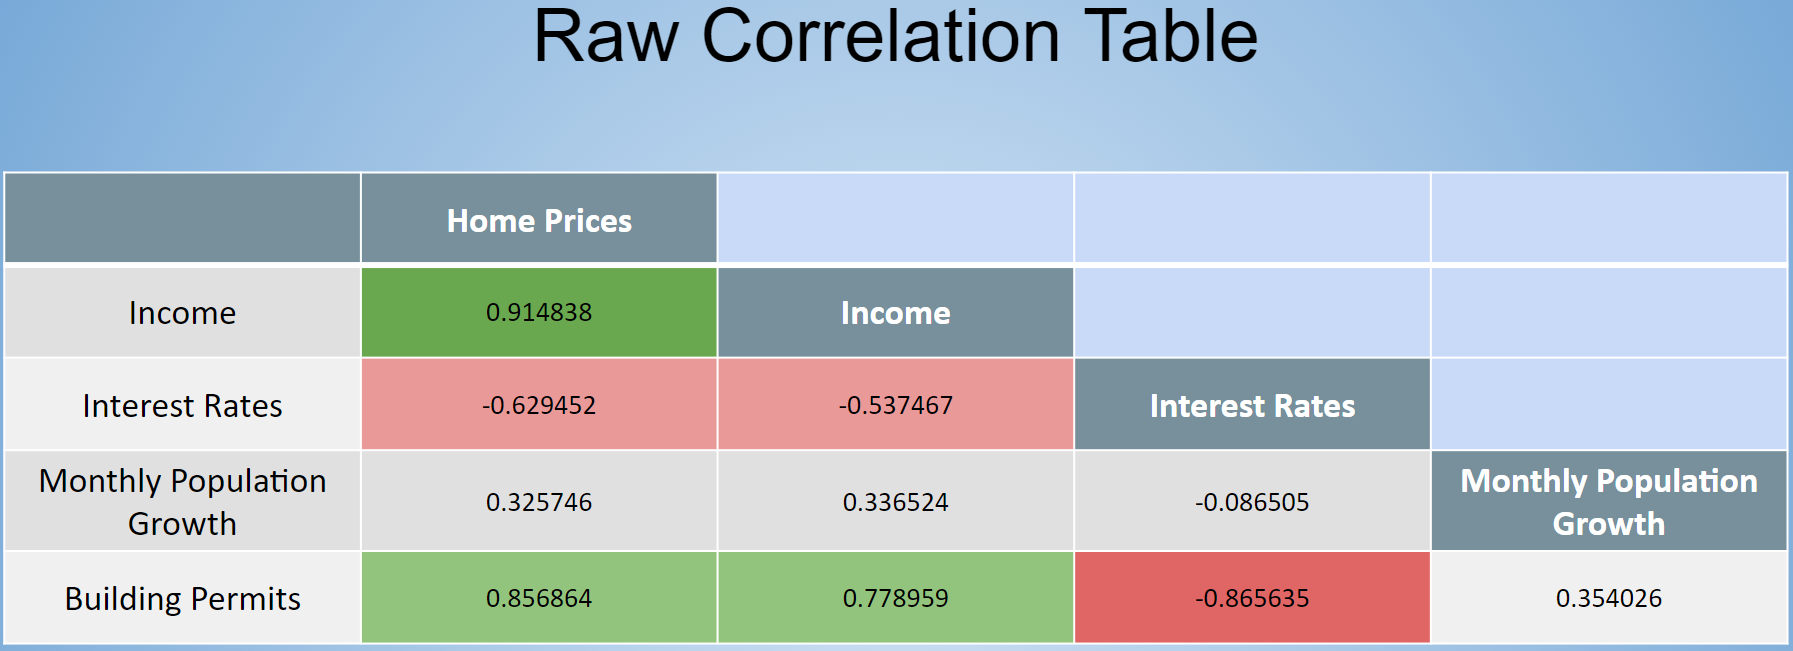 Raw Correlation Table
Home Prices
Income 0.914838 Income
Interest Rates -0.629452 -0.537467 Interest Rates
Monthly Population Growth 0.325746 0.336524 -0.086505 Monthly Population Growth
Building Permits 0.856864 0.778959 -0.865635 0.354026